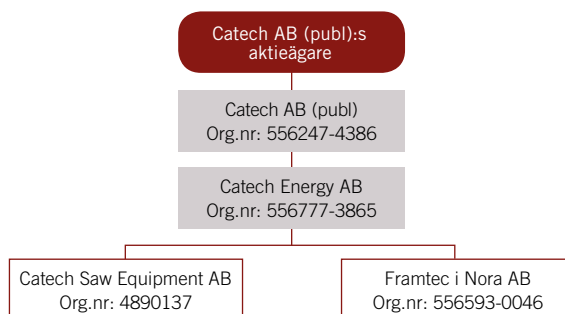 Catech AB (publ):s
aktieägare
Catech AB (publ)
Org.nr: 556247-4386
Catech Energy AB
Org.nr: 556777-3865
Catech Saw Equipment AB
Org.nr: 4890137
Framtec i Nora AB
Org.nr: 556593-0046